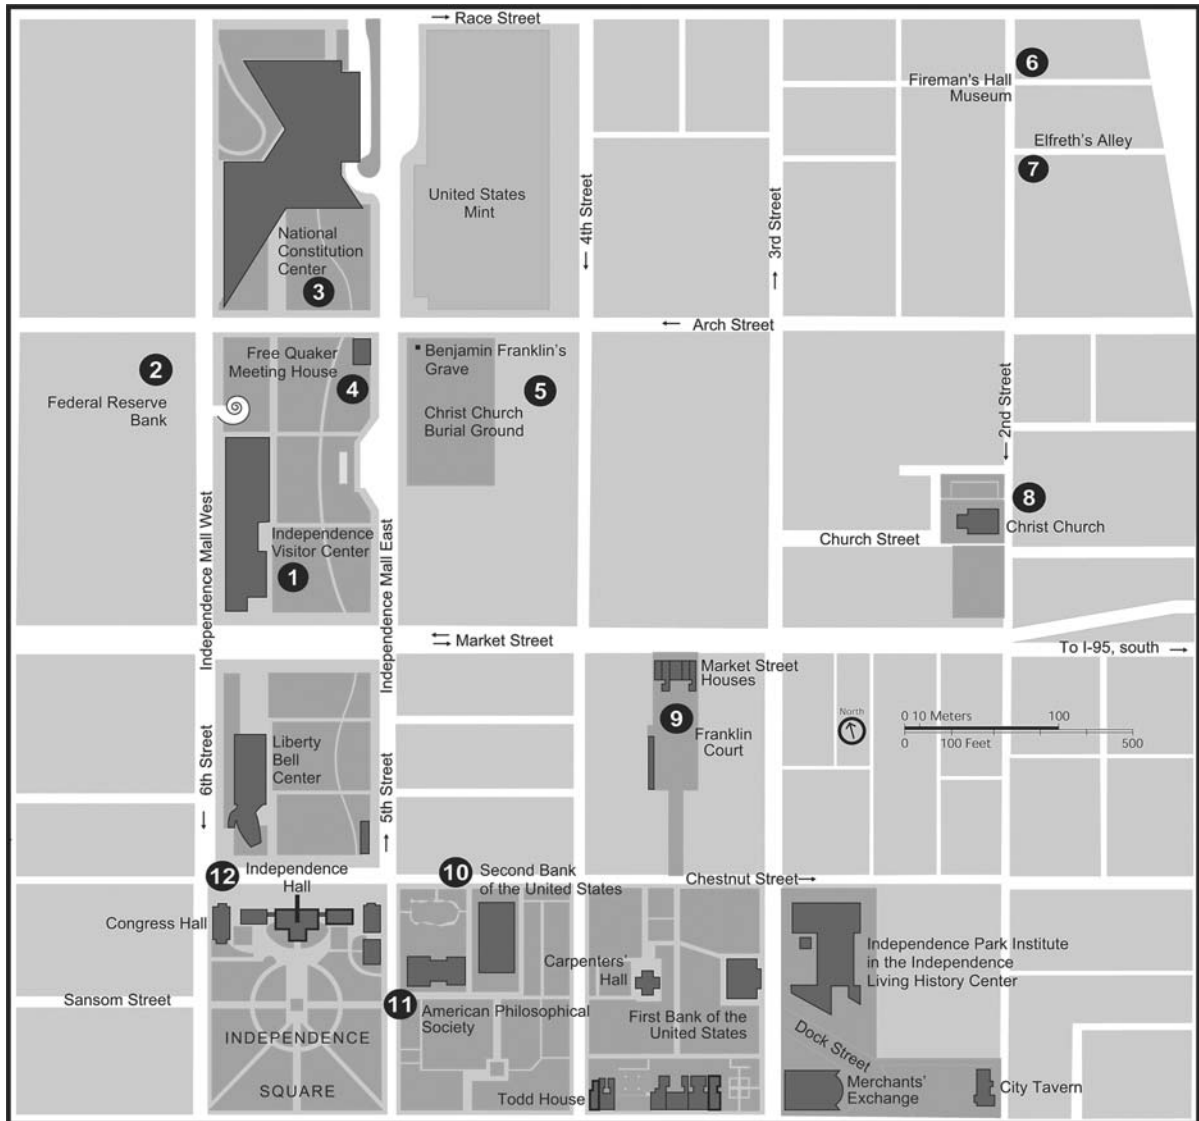 Race Street
6
Fireman's Hall
Museum
Elfreth's Alley
7
United States
Mint
4th Street
3rd Street
National
Constitution
Center
3
Arch Street
2
Federal Reserve
Bank
Free Quaker
Meeting House
4
Benjamin Franklin's
Grave
Christ Church
Burial Ground
5
2nd Street
8
Christ Church
Church Street
Independence Mall West
Independence
Visitor Center
1
Independence Mall East
Market Street
To I-95, south
Market Street
Houses
9
Franklin
Court
North
0 10 Meters 100
0 100 Feet 500
6th Street
Liberty
Bell
Center
5th Street
12
Independence
Hall
10
Second Bank
of the United States
Chestnut Street
Congress Hall
Carpenters'
Hall
Independence Park Institute
in the Independence
Living History Center
Sansom Street
11
American Philosophical
Society
First Bank of the
United States
INDEPENDENCE
SQUARE
Dock Street
Todd House
Merchants'
Exchange
City Tavern